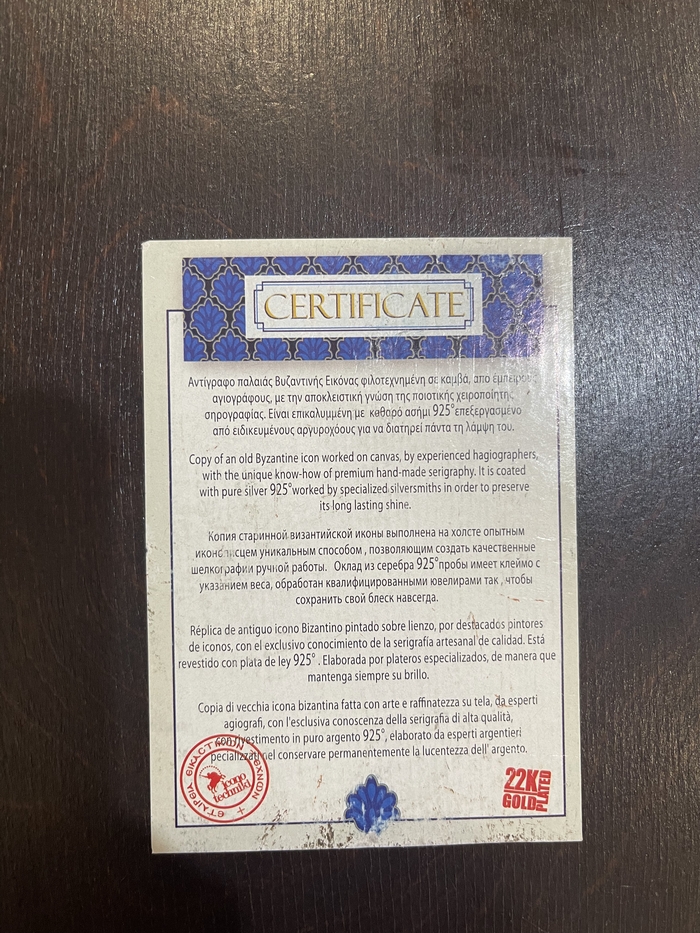 CERTIFICATE
Αντίγραφο παλαιάς Βυζαντινής Εικόνας φιλοτεχνημένη σε καμβά, απο έμπειρους
αγιογράφους, με την αποκλειστική γνώση της ποιοτικής χειροποίητης
σηρογραφίας. Είναι επικαλυμμένη με καθαρό ασήμι 925° επεξεργασμένο
από ειδικευμένους αργυροχόους για να διατηρεί πάντα τη λάμψη του.
Copy of an old Byzantine icon worked on canvas, by experienced hagiographers,
with the unique know-how of premium hand-made serigraphy. It is coated
with pure silver 925° worked by specialized silversmiths in order to preserve
its long lasting shine.
Копия старинной византийской иконы выполнена на холсте опытным
иконописцем уникальным способом , позволяющим создать качественные
шелкографии ручной работы. Оклад из серебра 925° пробы имеет клеймо с
указанием веса, обработан квалифицированными ювелирами так , чтобы
сохранить свой блеск навсегда.
Réplica de antiguo icono Bizantino pintado sobre lienzo, por destacados pintores
de iconos, con el exclusivo conocimiento de la serigrafía artesanal de calidad. Está
revestido con plata de ley 925° . Elaborada por plateros especializados, de manera que
mantenga siempre su brillo.
Copia di vecchia icona bizantina fatta con arte e raffinatezza su tela, da esperti
agiografi, con l'esclusiva conoscenza della serigrafia di alta qualità,
con rivestimento in puro argento 925°, elaborato da esperti argentieri
pecializzati nel conservare permanentemente la lucentezza dell' argento.
ΕΤΑΙΡΕΙΑ ΕΙΚΑΣΤΙΚΩΝ ΤΕΧΝΩΝ
icono
techniki
22K
GOLD
PLATED